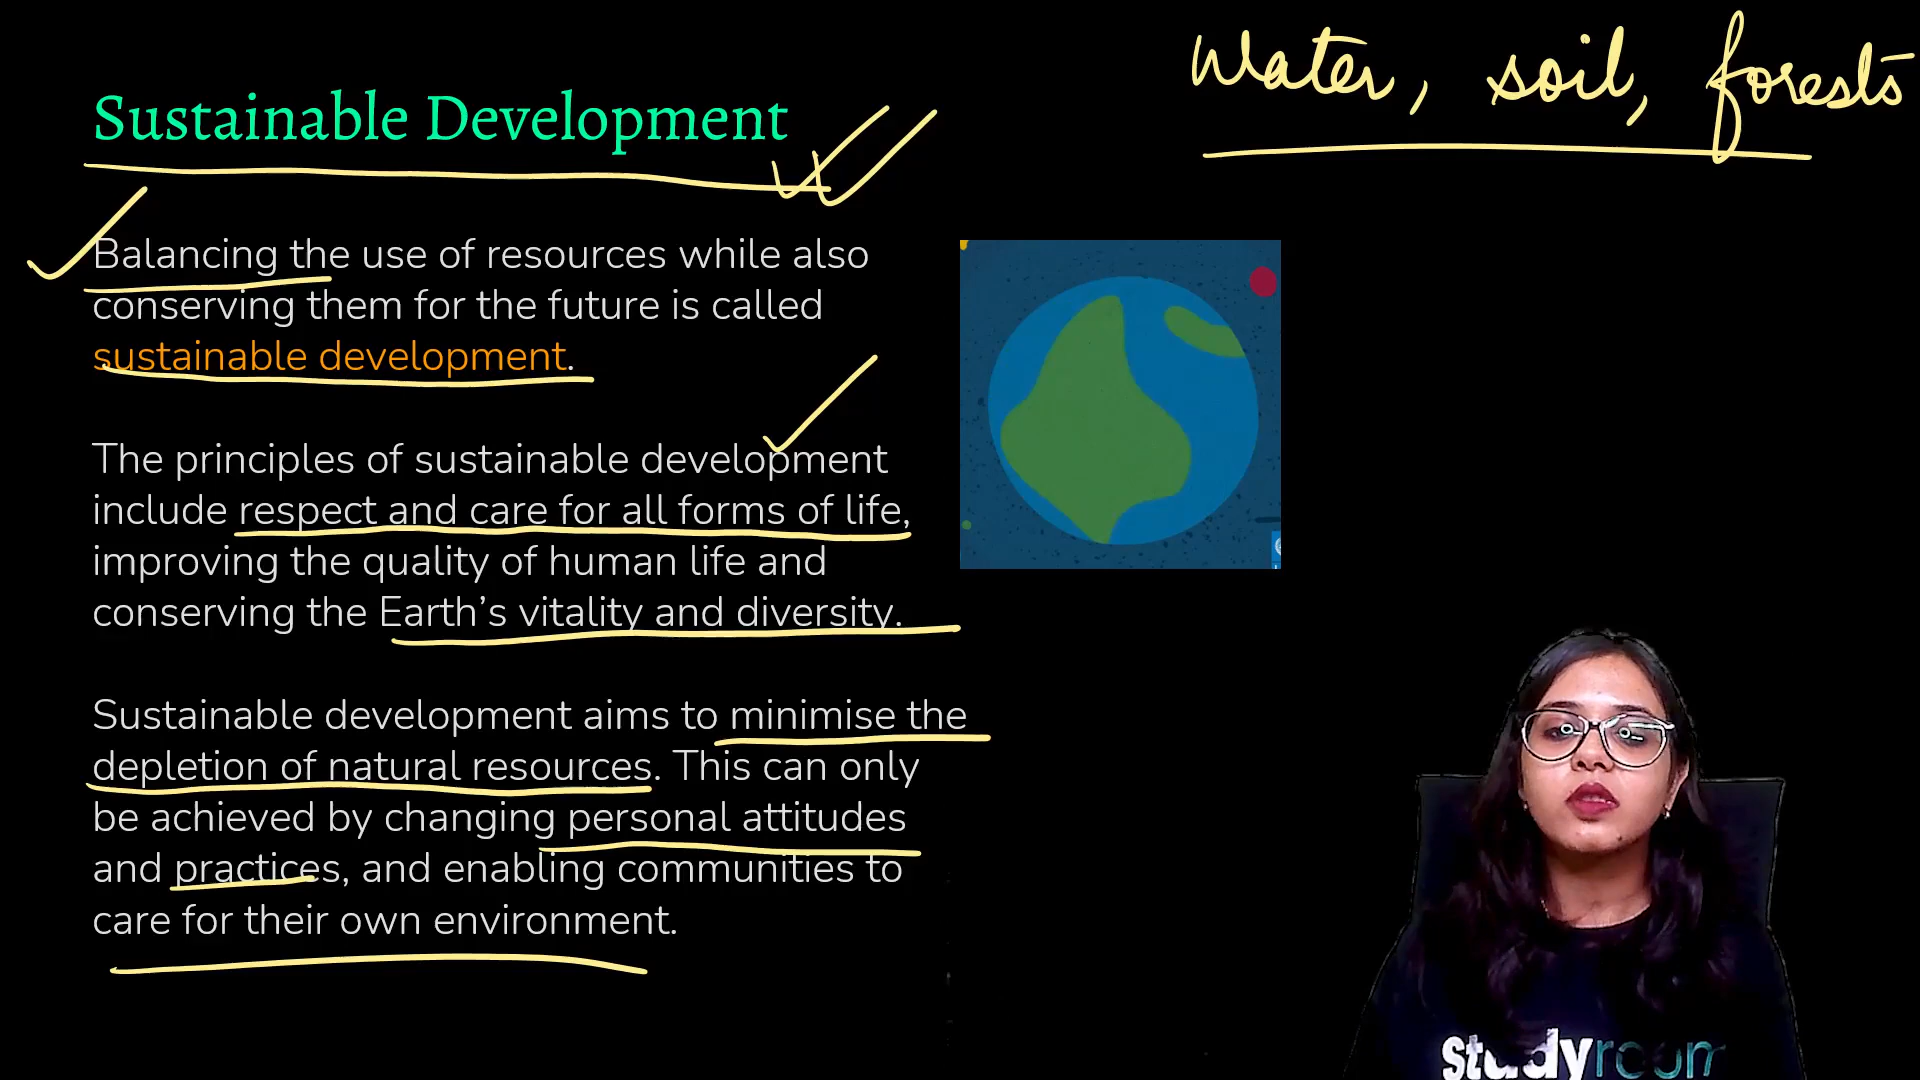 Water, soil, forests
Sustainable Development
Balancing the use of resources while also
conserving them for the future is called
sustainable development.
The principles of sustainable development
include respect and care for all forms of life,
improving the quality of human life and
conserving the Earth’s vitality and diversity.
Sustainable development aims to minimise the
depletion of natural resources. This can only
be achieved by changing personal attitudes
and practices, and enabling communities to
care for their own environment.
studyroom